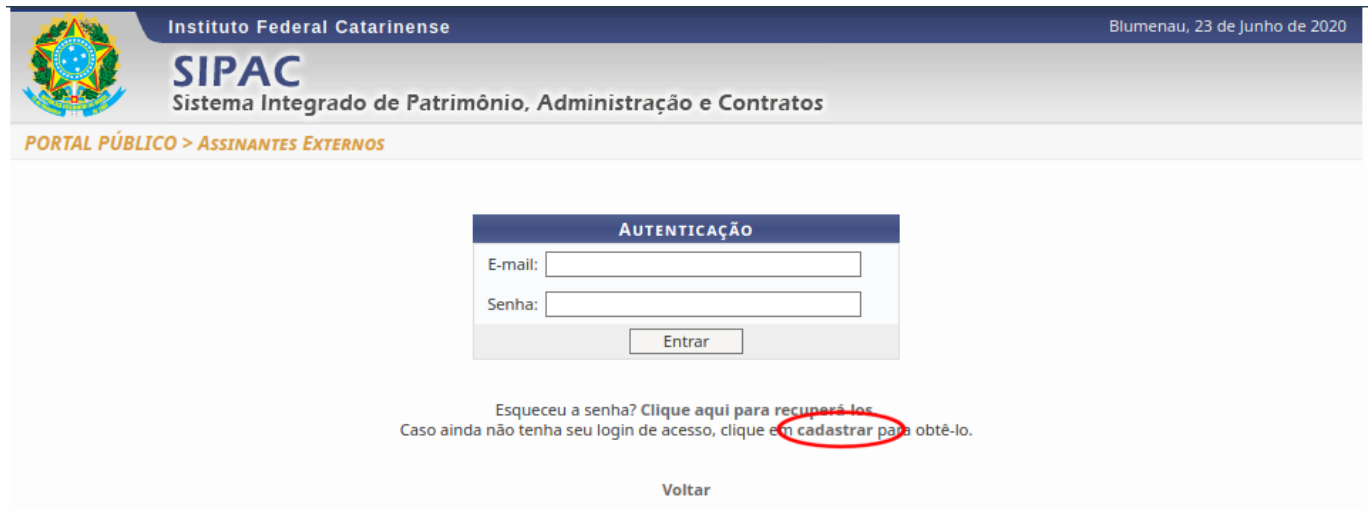 Instituto Federal Catarinense
Blumenau, 23 de Junho de 2020
SIPAC
Sistema Integrado de Patrimônio, Administração e Contratos
PORTAL PÚBLICO > ASSINANTES EXTERNOS
AUTENTICAÇÃO
E-mail:
Senha:
Entrar
Esqueceu a senha? Clique aqui para recuperá-los.
Caso ainda não tenha seu login de acesso, clique em cadastrar para obtê-lo.
Voltar